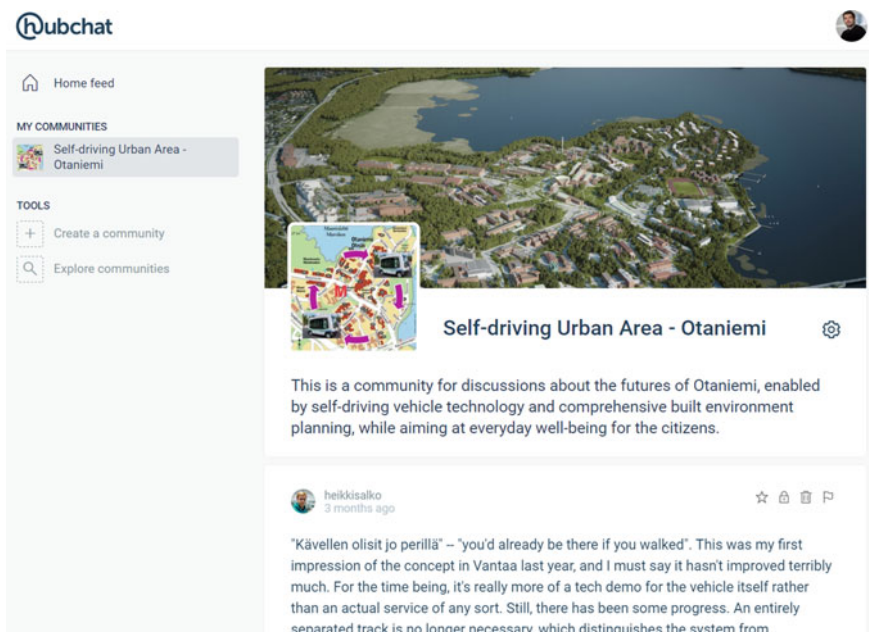 hubchat
Home feed
MY COMMUNITIES
Self-driving Urban Area -
Otaniemi
TOOLS
Create a community
Explore communities
M
Self-driving Urban Area - Otaniemi
This is a community for discussions about the futures of Otaniemi, enabled
by self-driving vehicle technology and comprehensive built environment
planning, while aiming at everyday well-being for the citizens.
heikkisalko
3 months ago
"Kävellen olisit jo perillä" – "you'd already be there if you walked". This was my first
impression of the concept in Vantaa last year, and I must say it hasn't improved terribly
much. For the time being, it's really more of a tech demo for the vehicle itself rather
than an actual service of any sort. Still, there has been some progress. An entirely
separated track is no longer necessary, which distinguishes the system from